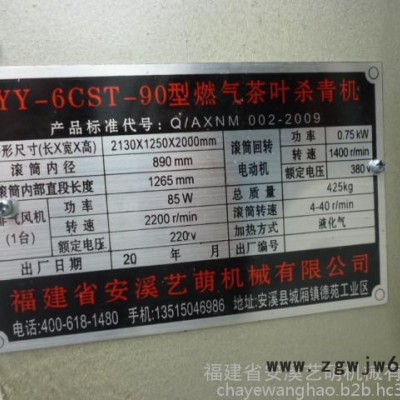 YY-6CST-90型燃气茶叶杀青机
产品标准代号：Q/AXNM 002-2009
形尺寸(长X宽X高) 2130X1250X2000mm
滚筒内径 890mm
滚筒内部直段长度 1265mm
排气风机(1台) 功率 85W
转速 2200r/min
额定电压 220v
滚筒回转电动机 功率 0.75kW
转速 1400r/min
额定电压 380
总质量 425kg
滚筒转速 4-40r/min
加热方式 液化气
出厂日期 20 年 月 出厂编号
福建省安溪艺萌机械有限公司
电话:400-618-1480 手机:13515046986 地址:安溪县城厢镇德苑工业
www.zgwjw6
福建省安溪艺萌机械有
chayewanghao.b2b.hc3